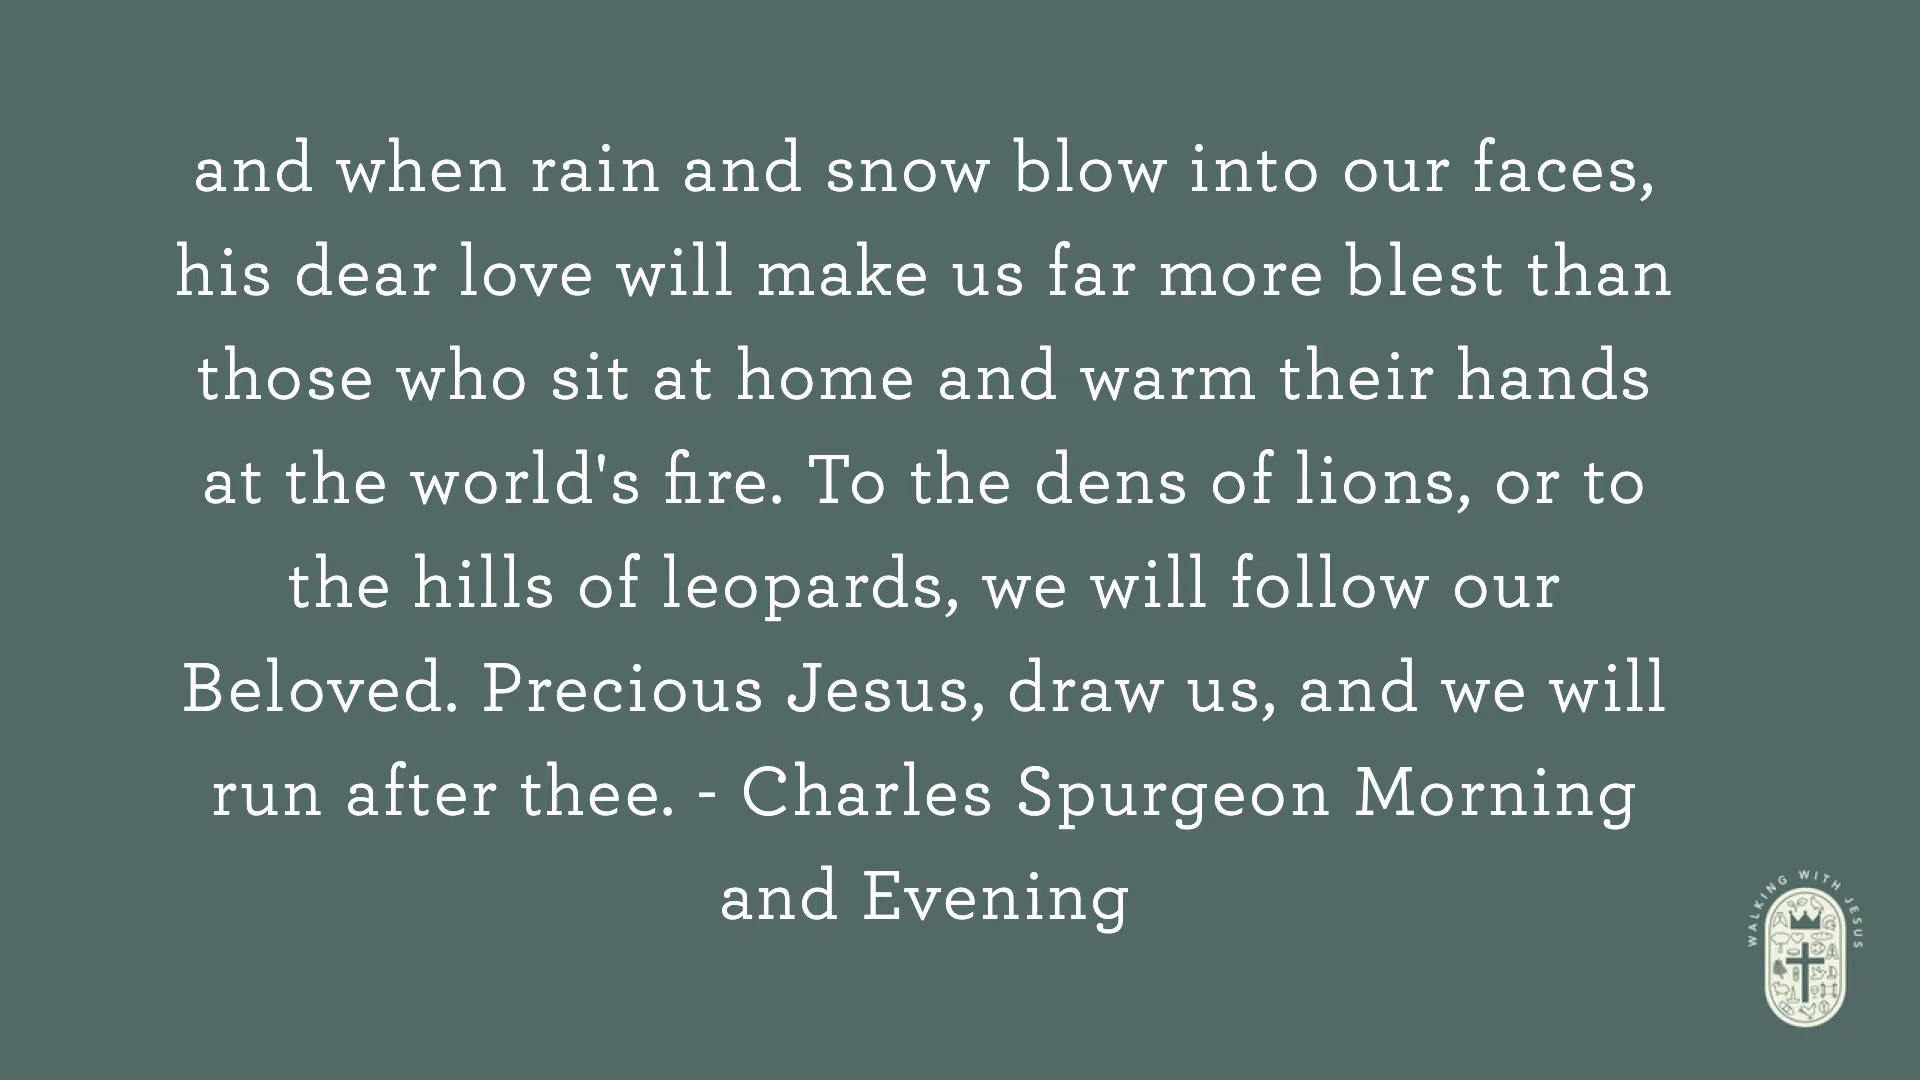 and when rain and snow blow into our faces,
his dear love will make us far more blest than
those who sit at home and warm their hands
at the world's fire. To the dens of lions, or to
the hills of leopards, we will follow our
Beloved. Precious Jesus, draw us, and we will
run after thee. - Charles Spurgeon Morning
and Evening
WALKING WITH JESUS